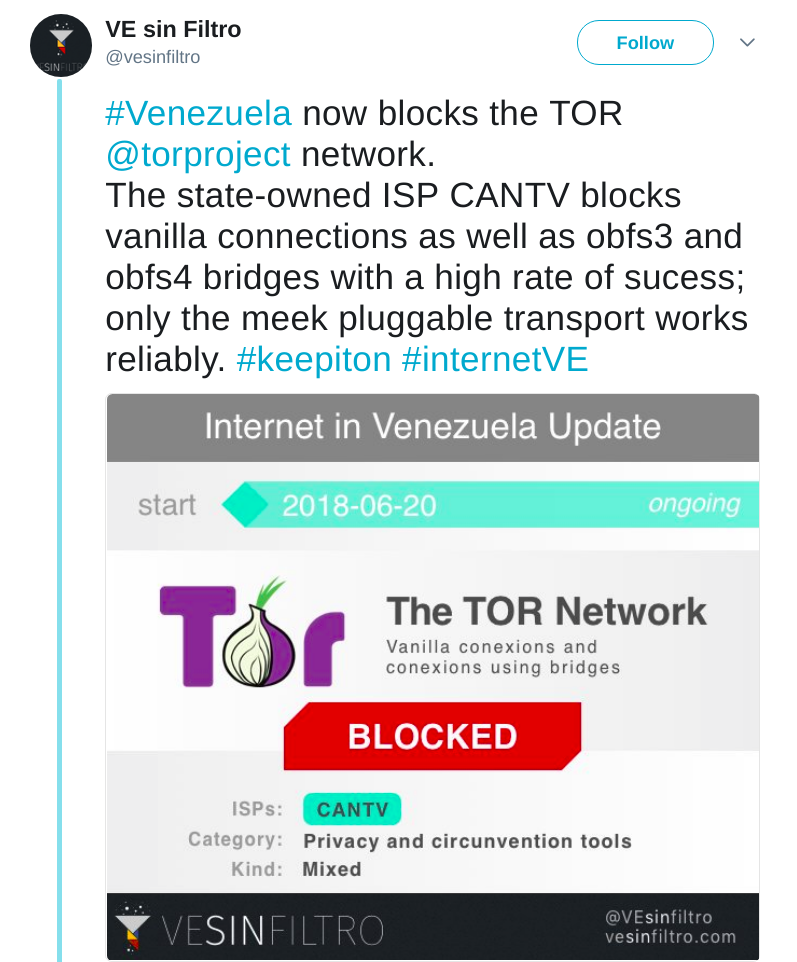 VE sin Filtro
@vesinfiltro
Follow
SINFILTR
#Venezuela now blocks the TOR
@torproject network.
The state-owned ISP CANTV blocks
vanilla connections as well as obfs3 and
obfs4 bridges with a high rate of sucess;
only the meek pluggable transport works
reliably. #keepiton #internetVE
Internet in Venezuela Update
start 2018-06-20 ongoing
Tor
The TOR Network
Vanilla conexions and
conexions using bridges
BLOCKED
ISPs: CANTV
Category: Privacy and circunvention tools
Kind: Mixed
VESINFILTRO
@VEsinfiltro
vesinfiltro.com